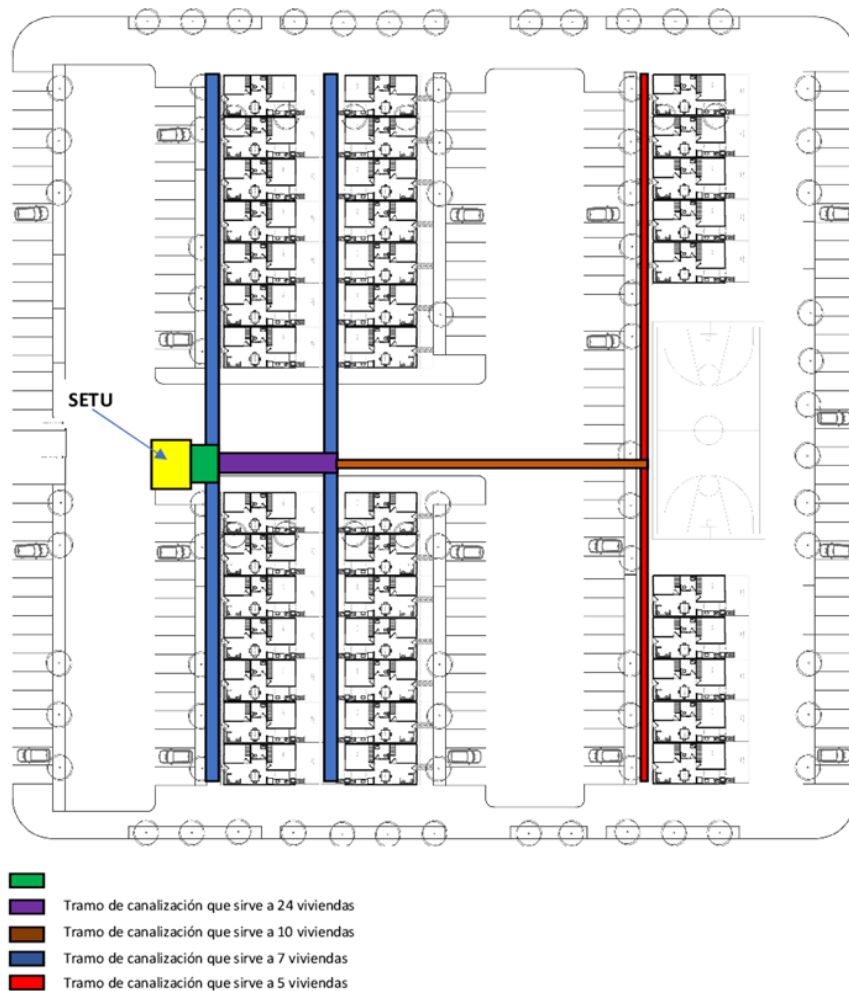 SETU
Tramo de canalización que sirve a 24 viviendas
Tramo de canalización que sirve a 10 viviendas
Tramo de canalización que sirve a 7 viviendas
Tramo de canalización que sirve a 5 viviendas